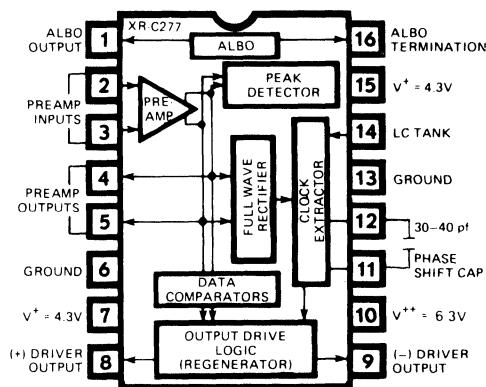 XR-C277
ALBO
OUTPUT
1
ALBO
16
ALBO
TERMINATION
2
PREAMP
INPUTS
3
PRE-
AMP
PEAK
DETECTOR
15
V+ = 4.3V
14
LC TANK
4
PREAMP
OUTPUTS
5
FULL WAVE
RECTIFIER
CLOCK
EXTRACTOR
13
GROUND
12
30-40 pf
11
PHASE
SHIFT CAP
6
GROUND
DATA
COMPARATORS
7
V+ = 4.3V
10
V++ = 6 3V
8
(+) DRIVER
OUTPUT
OUTPUT DRIVE
LOGIC
(REGENERATOR)
9
(−) DRIVER
OUTPUT